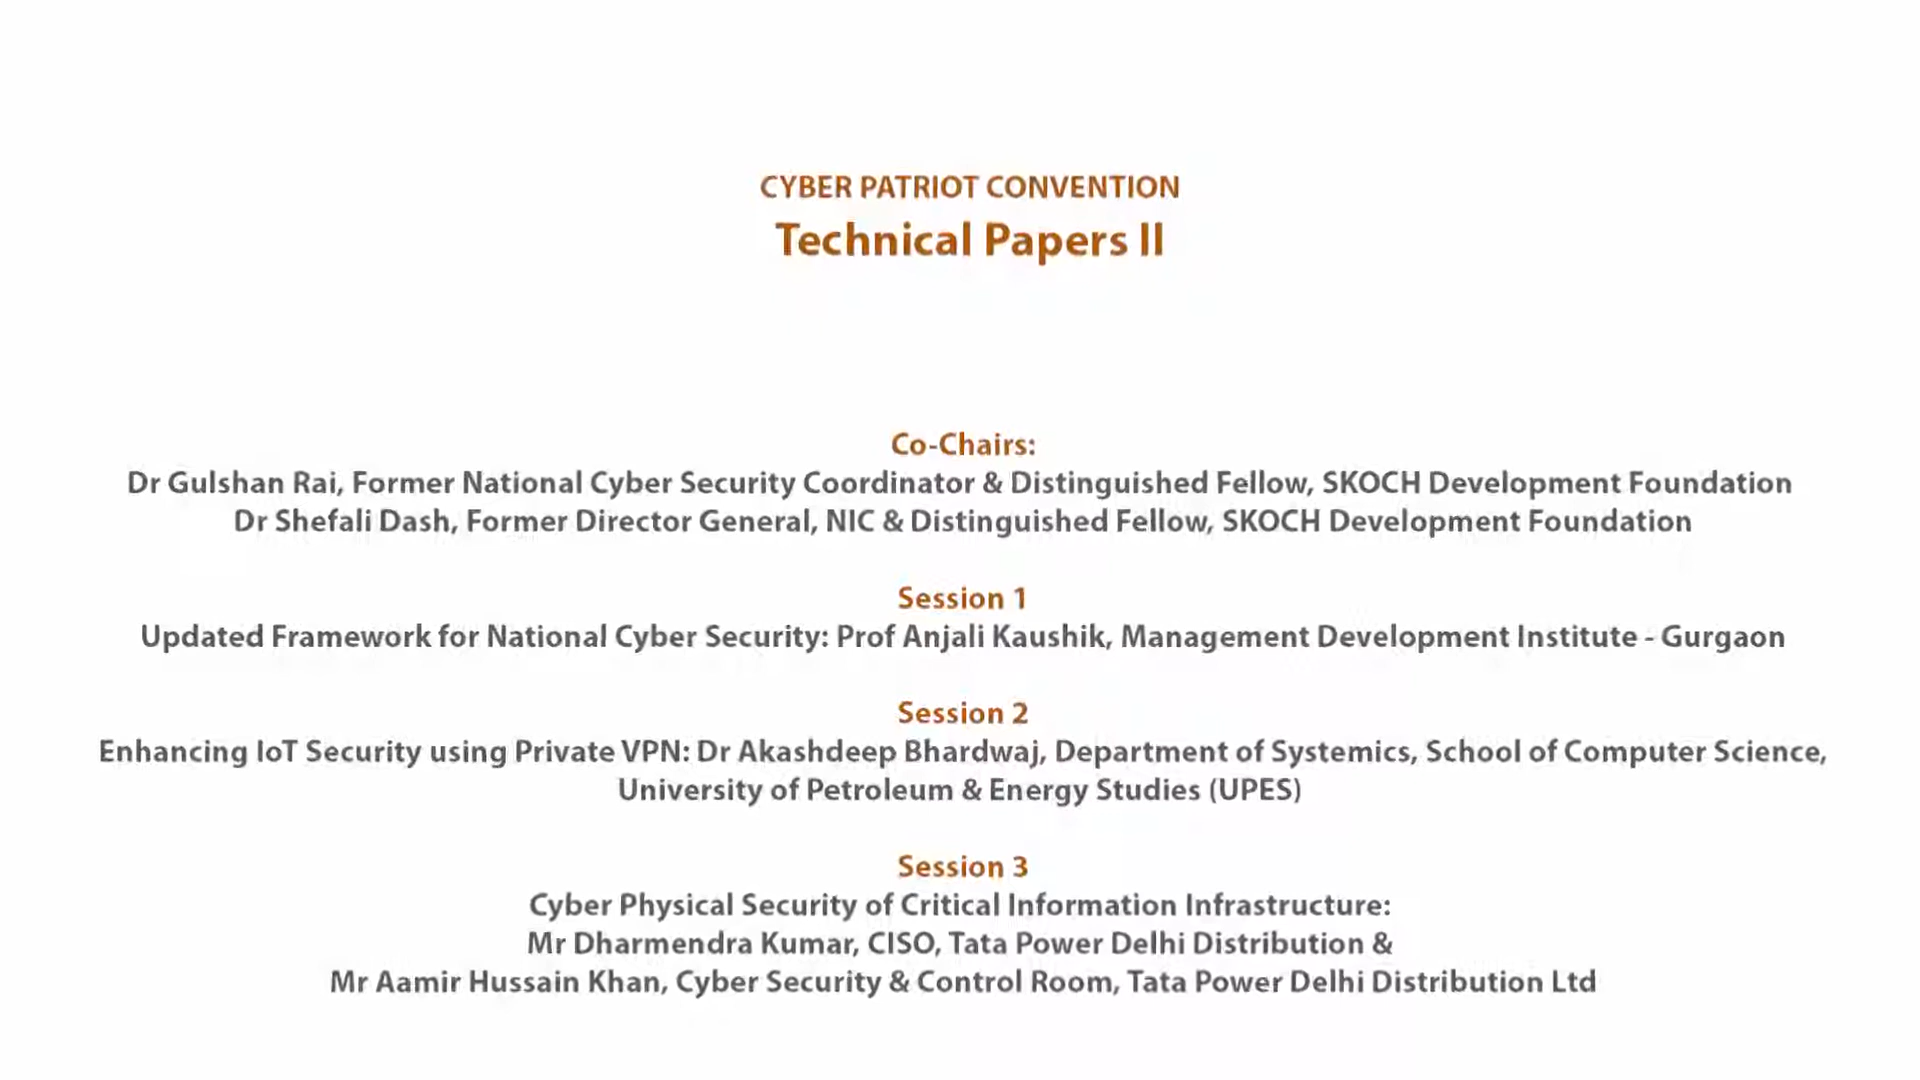 CYBER PATRIOT CONVENTION
Technical Papers II
Co-Chairs:
Dr Gulshan Rai, Former National Cyber Security Coordinator & Distinguished Fellow, SKOCH Development Foundation
Dr Shefali Dash, Former Director General, NIC & Distinguished Fellow, SKOCH Development Foundation
Session 1
Updated Framework for National Cyber Security: Prof Anjali Kaushik, Management Development Institute - Gurgaon
Session 2
Enhancing IoT Security using Private VPN: Dr Akashdeep Bhardwaj, Department of Systemics, School of Computer Science,
University of Petroleum & Energy Studies (UPES)
Session 3
Cyber Physical Security of Critical Information Infrastructure:
Mr Dharmendra Kumar, CISO, Tata Power Delhi Distribution &
Mr Aamir Hussain Khan, Cyber Security & Control Room, Tata Power Delhi Distribution Ltd